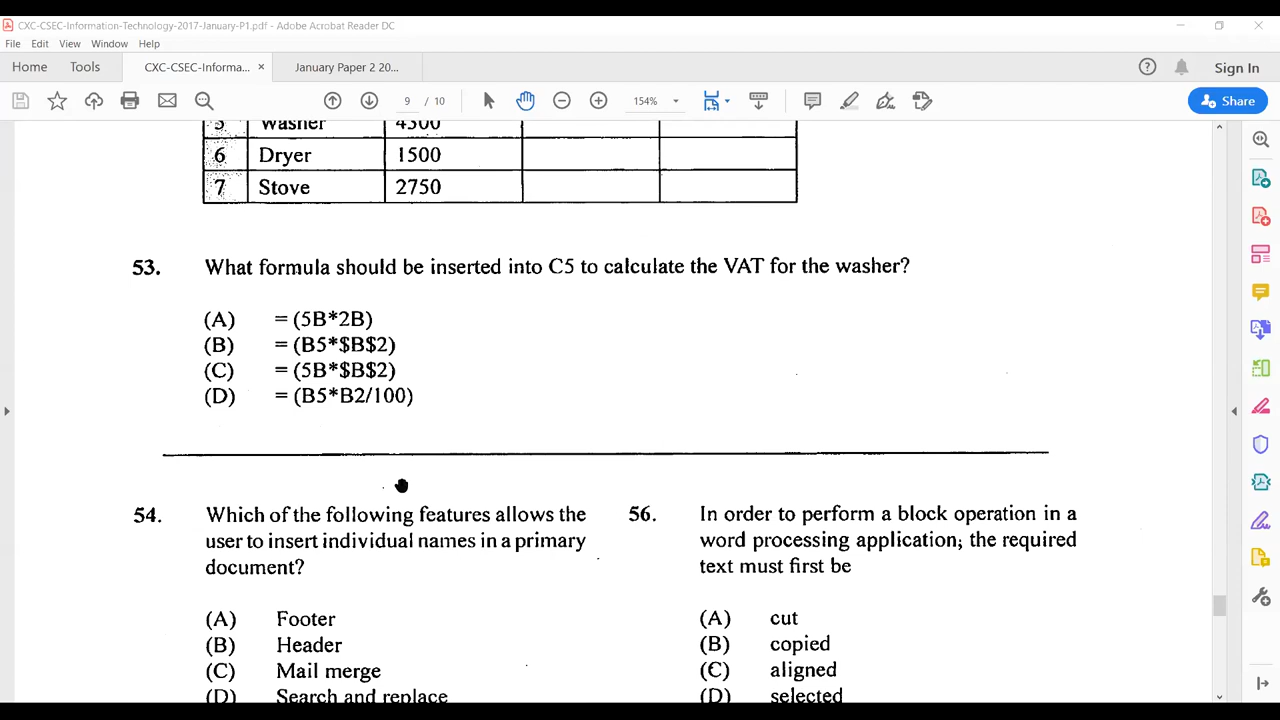 CXC-CSEC-Information-Technology-2017-January-P1.pdf - Adobe Acrobat Reader DC
File Edit View Window Help
Home Tools CXC-CSEC-Informa... × January Paper 2 20... Sign In
9 / 10 154% Share
5 Washer 4300
6 Dryer 1500
7 Stove 2750
53. What formula should be inserted into C5 to calculate the VAT for the washer?
(A) = (5B*2B)
(B) = (B5*$B$2)
(C) = (5B*$B$2)
(D) = (B5*B2/100)
54. Which of the following features allows the
user to insert individual names in a primary
document?
(A) Footer
(B) Header
(C) Mail merge
(D) Search and replace
56. In order to perform a block operation in a
word processing application, the required
text must first be
(A) cut
(B) copied
(C) aligned
(D) selected